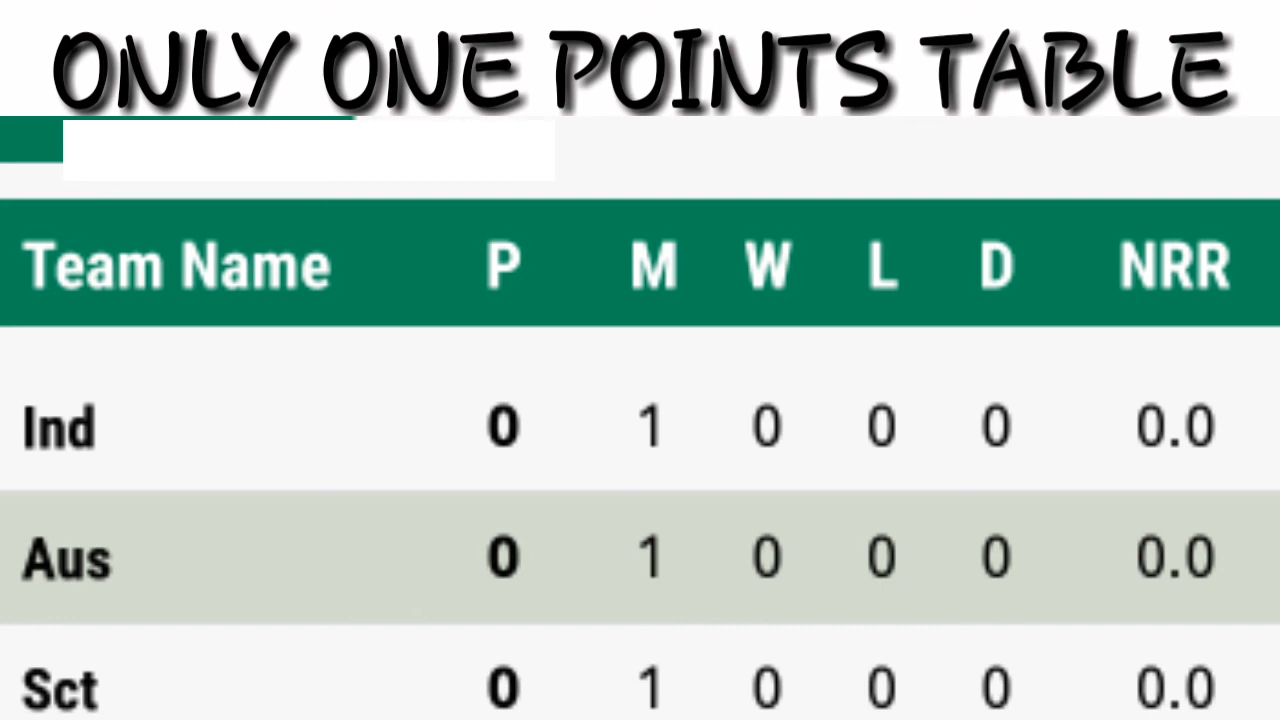 ONLY ONE POINTS TABLE
Team Name P M W L D NRR
Ind 0 1 0 0 0 0.0
Aus 0 1 0 0 0 0.0
Sct 0 1 0 0 0 0.0